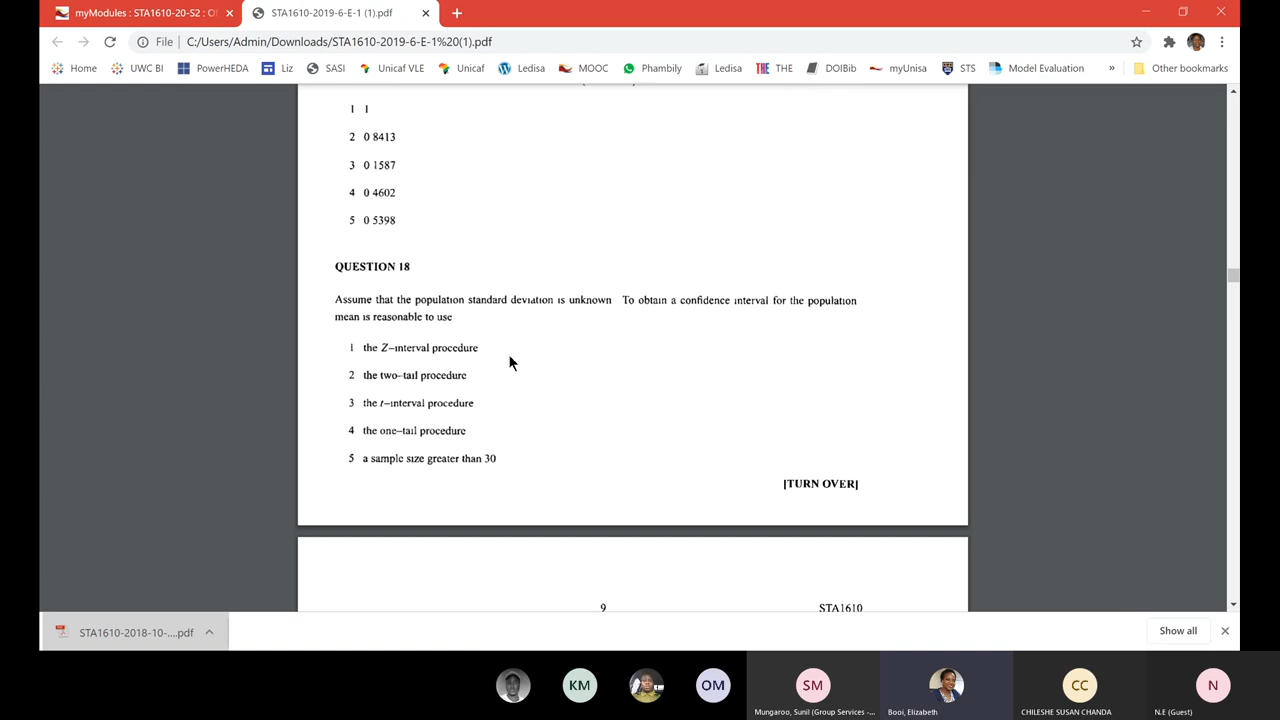 myModules : STA1610-20-S2 : O
STA1610-2019-6-E-1 (1).pdf
File | C:/Users/Admin/Downloads/STA1610-2019-6-E-1%20(1).pdf
Home UWC BI PowerHEDA Liz SASI Unicaf VLE Unicaf Ledisa MOOC Phambily Ledisa THE THE DOIBib myUnisa STS Model Evaluation » Other bookmarks
1 1
2 0 8413
3 0 1587
4 0 4602
5 0 5398
QUESTION 18
Assume that the population standard deviation is unknown To obtain a confidence interval for the population
mean is reasonable to use
1 the Z–interval procedure
2 the two–tail procedure
3 the t–interval procedure
4 the one–tail procedure
5 a sample size greater than 30
[TURN OVER]
9 STA1610
STA1610-2018-10-....pdf
Show all
KM OM SM CC N
Mungaroo, Sunil (Group Services -... Booi, Elizabeth CHILESHE SUSAN CHANDA N.E (Guest)